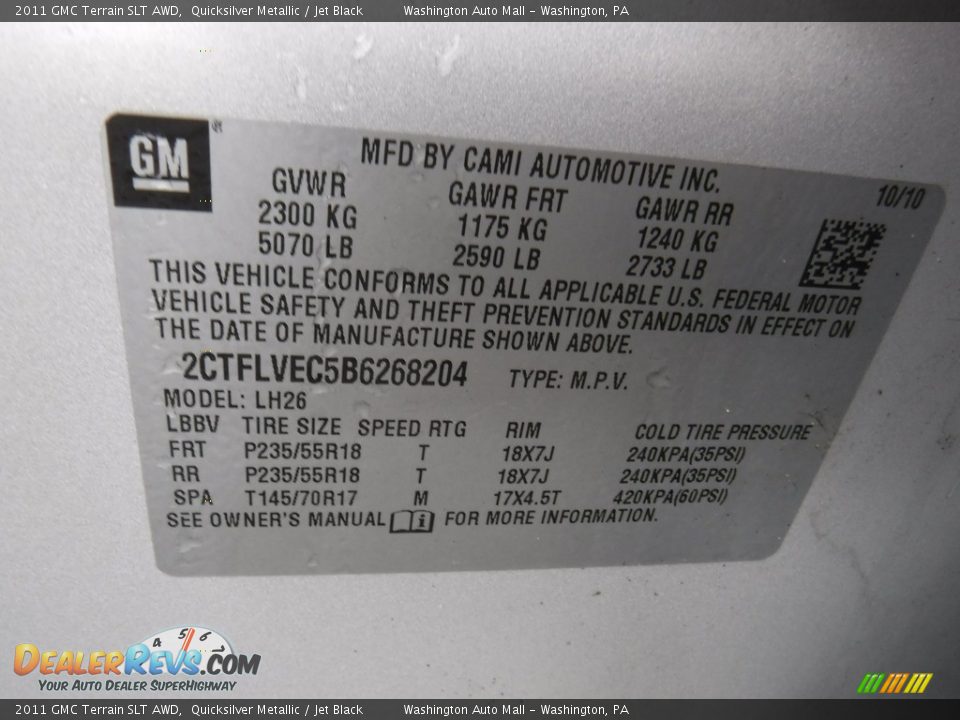 2011 GMC Terrain SLT AWD, Quicksilver Metallic / Jet Black Washington Auto Mall - Washington, PA
GM ®
MFD BY CAMI AUTOMOTIVE INC.
10/10
GVWR GAWR FRT GAWR RR
2300 KG 1175 KG 1240 KG
5070 LB 2590 LB 2733 LB
THIS VEHICLE CONFORMS TO ALL APPLICABLE U.S. FEDERAL MOTOR
VEHICLE SAFETY AND THEFT PREVENTION STANDARDS IN EFFECT ON
THE DATE OF MANUFACTURE SHOWN ABOVE.
2CTFLVEC5B6268204 TYPE: M.P.V.
MODEL: LH26
LBBV TIRE SIZE SPEED RTG RIM COLD TIRE PRESSURE
FRT P235/55R18 T 18X7J 240KPA(35PSI)
RR P235/55R18 T 18X7J 240KPA(35PSI)
SPA T145/70R17 M 17X4.5T 420KPA(60PSI)
SEE OWNER'S MANUAL i FOR MORE INFORMATION.
4 5 6 7
DEALERREVS.COM
YOUR AUTO DEALER SUPERHIGHWAY
2011 GMC Terrain SLT AWD, Quicksilver Metallic / Jet Black Washington Auto Mall - Washington, PA